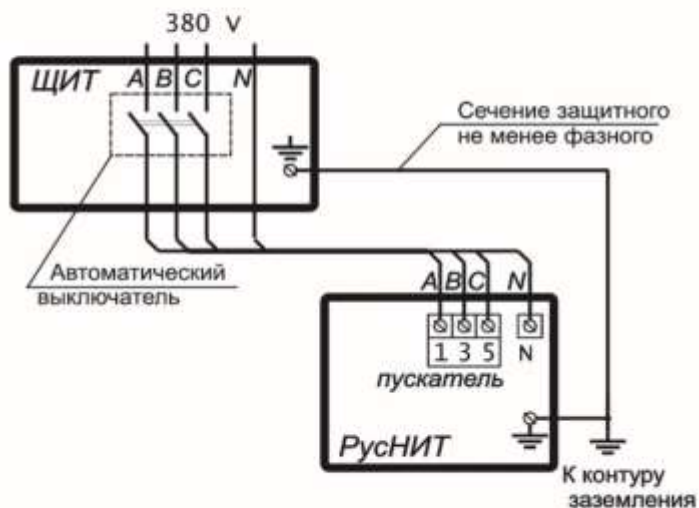 380 V
ЩИТ A B C N
Сечение защитного
не менее фазного
Автоматический
выключатель
A B C N
1 3 5 N
пускатель
РусНИТ
К контуру
заземления